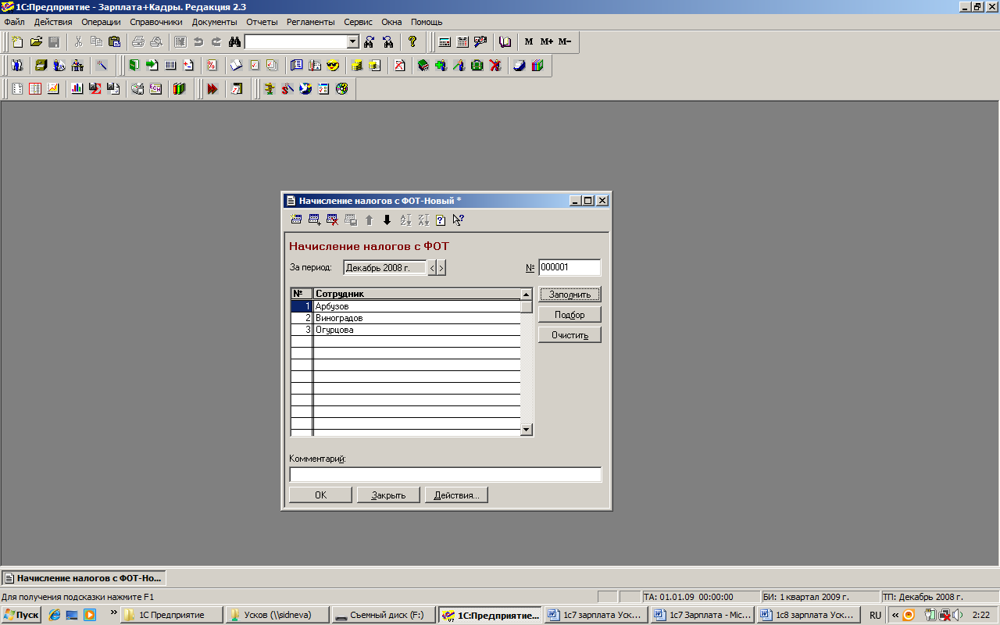 1С:Предприятие - Зарплата+Кадры. Редакция 2.3
Файл Действия Операции Справочники Документы Отчеты Регламенты Сервис Окна Помощь
M M+ M−
Начисление налогов с ФОТ-Новый *
Начисление налогов с ФОТ
За период: Декабрь 2008 г. < > № 000001
№ Сотрудник
Заполнить
1 Арбузов
2 Виноградов
3 Огурцова
Подбор
Очистить
Комментарий:
OK Закрыть Действия...
Начисление налогов с ФОТ-Но...
Для получения подсказки нажмите F1 ТА: 01.01.09 00:00:00 БИ: 1 квартал 2009 г. ТП: Декабрь 2008 г.
Пуск » 1С Предприятие Усков (\\sidneva) Съемный диск (F:) 1С:Предприятие... 1с7 зарплата Уск... 1с7 Зарплата - Mic... 1с8 зарплата Уск... RU « 2:22